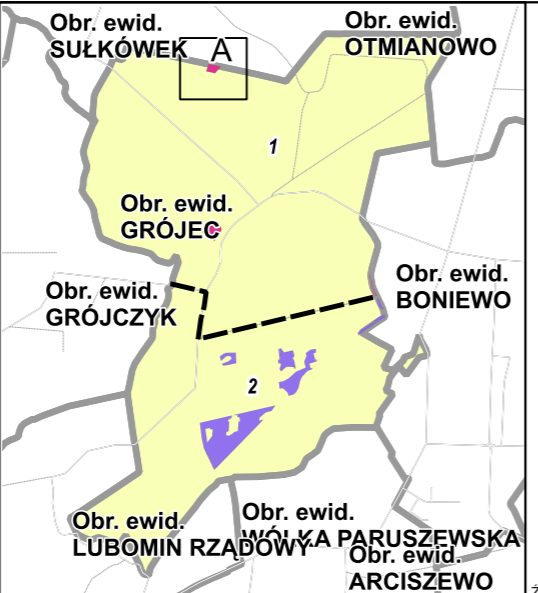 Obr. ewid.
SUŁKÓWEK
A
Obr. ewid.
OTMIANOWO
1
Obr. ewid.
GRÓJEC
Obr. ewid.
GRÓJCZYK
Obr. ewid.
BONIEWO
2
Obr. ewid.
LUBOMIN RZĄDOWY
Obr. ewid.
WÓLKA PARUSZEWSKA
Obr. ewid.
ARCISZEWO